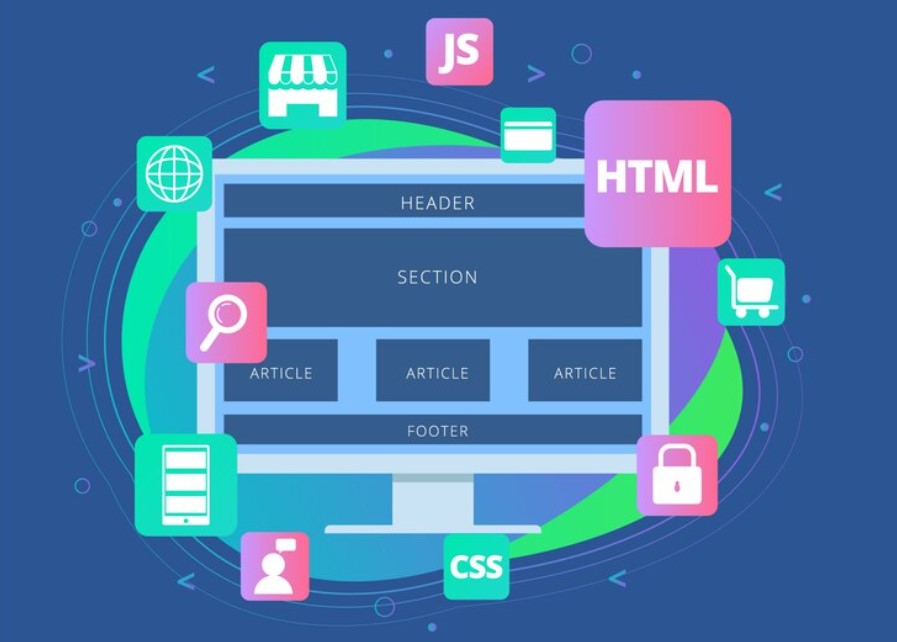 JS
HTML
HEADER
SECTION
ARTICLE ARTICLE ARTICLE
FOOTER
CSS